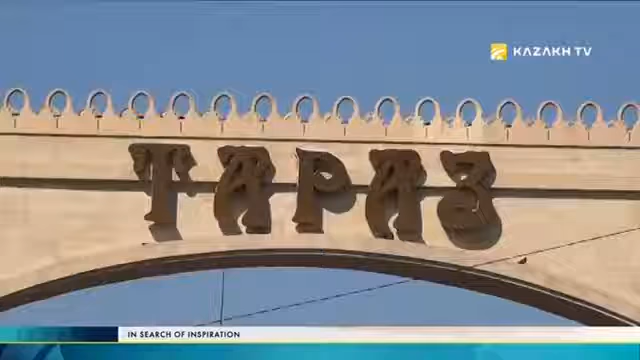 KAZAKH TV
ТАРАЗ
IN SEARCH OF INSPIRATION